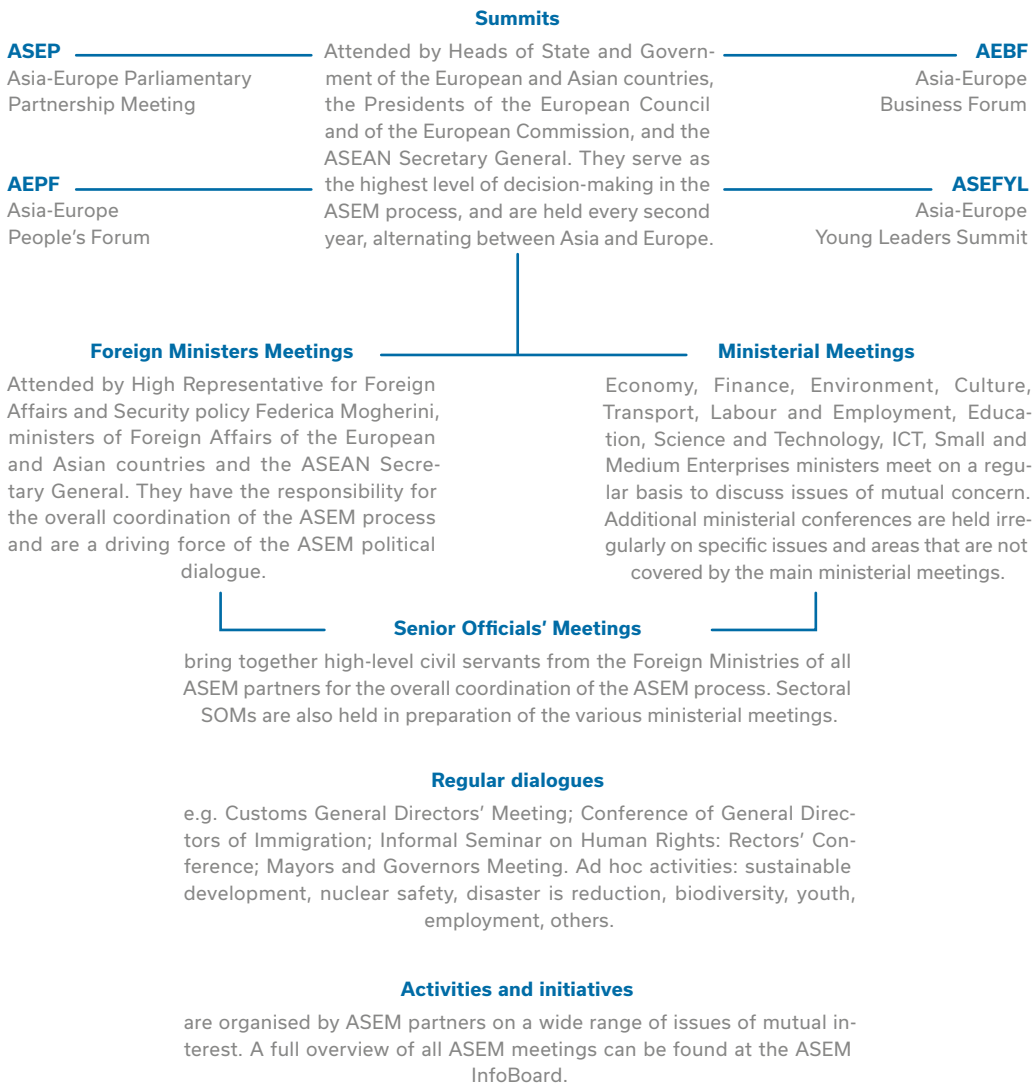 Summits
ASEP
Asia-Europe Parliamentary
Partnership Meeting
AEPF
Asia-Europe
People's Forum
Attended by Heads of State and Govern-
ment of the European and Asian countries,
the Presidents of the European Council
and of the European Commission, and the
ASEAN Secretary General. They serve as
the highest level of decision-making in the
ASEM process, and are held every second
year, alternating between Asia and Europe.
AEBF
Asia-Europe
Business Forum
ASEFYL
Asia-Europe
Young Leaders Summit
Foreign Ministers Meetings
Attended by High Representative for Foreign
Affairs and Security policy Federica Mogherini,
ministers of Foreign Affairs of the European
and Asian countries and the ASEAN Secre-
tary General. They have the responsibility for
the overall coordination of the ASEM process
and are a driving force of the ASEM political
dialogue.
Ministerial Meetings
Economy, Finance, Environment, Culture,
Transport, Labour and Employment, Educa-
tion, Science and Technology, ICT, Small and
Medium Enterprises ministers meet on a regu-
lar basis to discuss issues of mutual concern.
Additional ministerial conferences are held irre-
gularly on specific issues and areas that are not
covered by the main ministerial meetings.
Senior Officials' Meetings
bring together high-level civil servants from the Foreign Ministries of all
ASEM partners for the overall coordination of the ASEM process. Sectoral
SOMs are also held in preparation of the various ministerial meetings.
Regular dialogues
e.g. Customs General Directors' Meeting; Conference of General Direc-
tors of Immigration; Informal Seminar on Human Rights: Rectors' Con-
ference; Mayors and Governors Meeting. Ad hoc activities: sustainable
development, nuclear safety, disaster is reduction, biodiversity, youth,
employment, others.
Activities and initiatives
are organised by ASEM partners on a wide range of issues of mutual in-
terest. A full overview of all ASEM meetings can be found at the ASEM
InfoBoard.